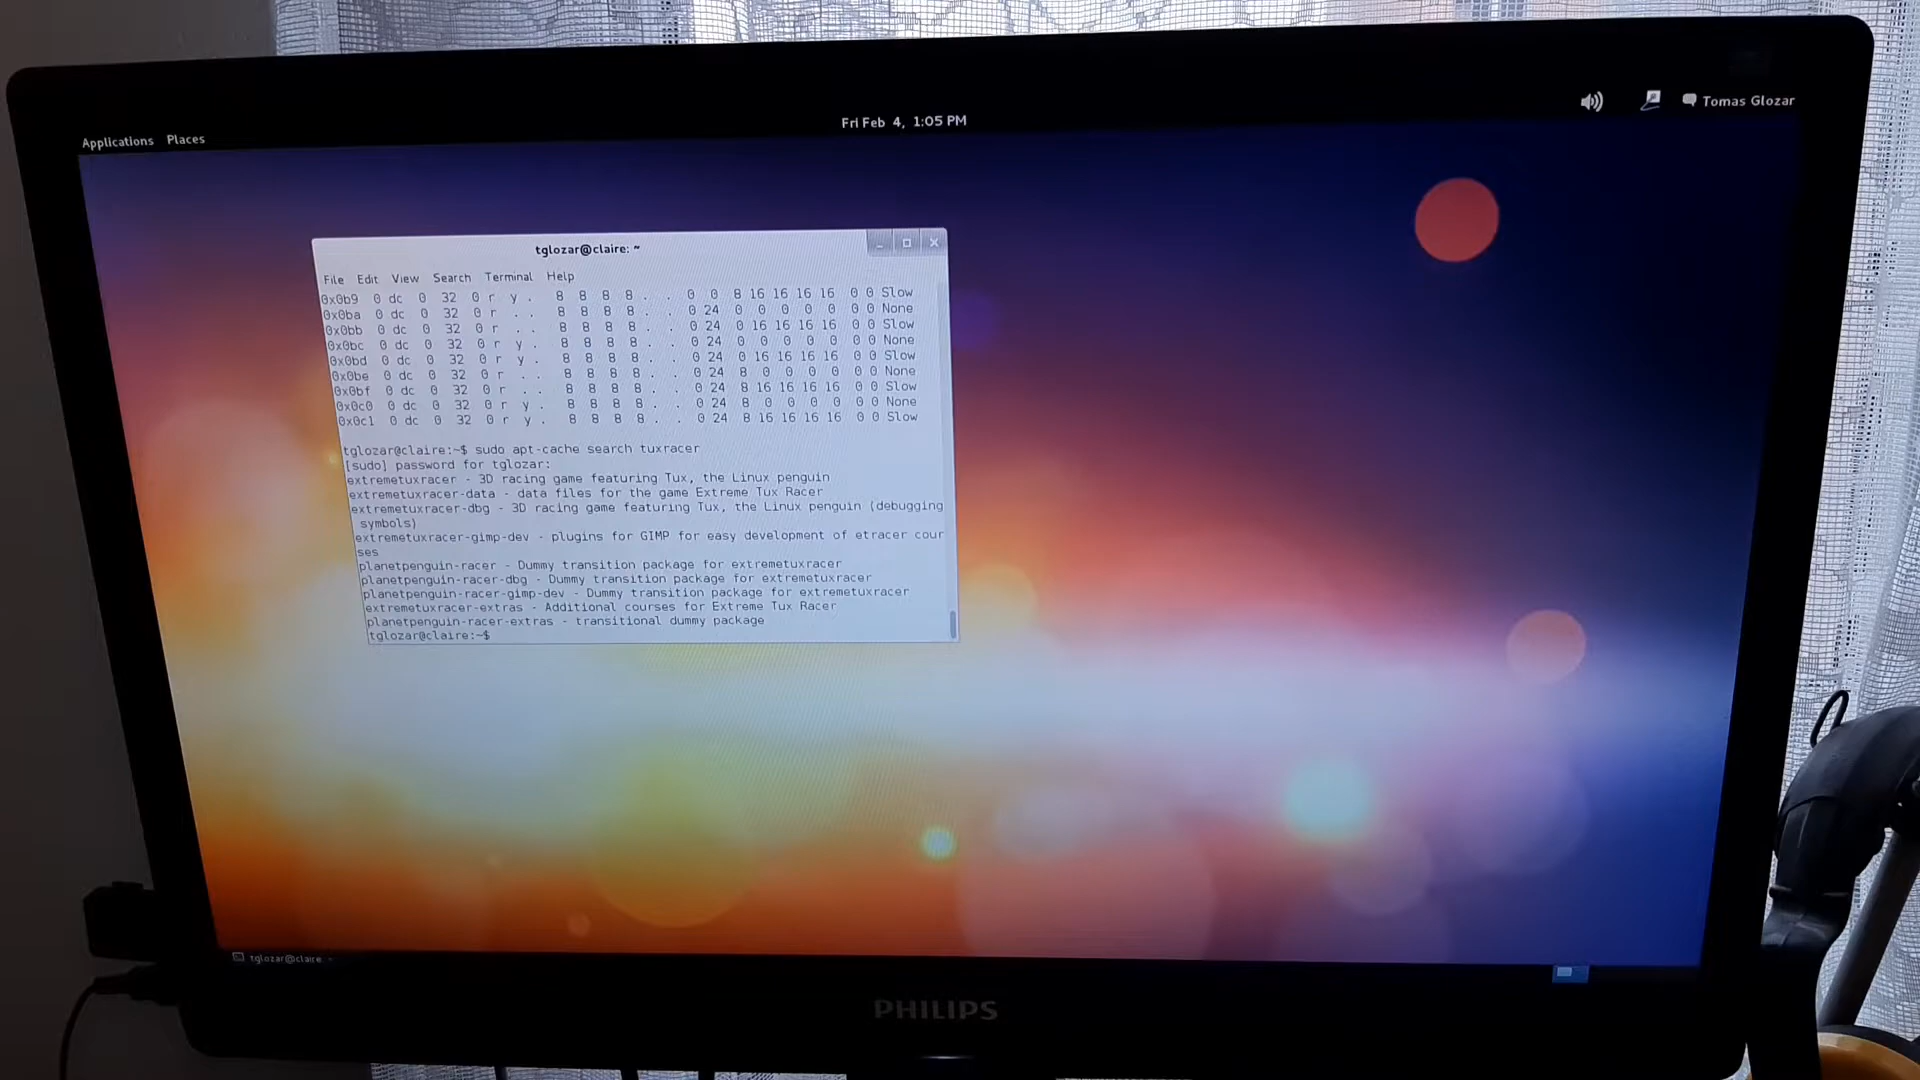 Applications Places
Fri Feb 4, 1:05 PM
Tomas Glozar
tglozar@claire: ~
File Edit View Search Terminal Help
0x0b9 0 dc 0 32 0 r y . 8 8 8 8 . . 0 0 8 16 16 16 16 0 0 Slow
0x0ba 0 dc 0 32 0 r . . 8 8 8 8 . . 0 24 0 0 0 0 0 0 0 None
0x0bb 0 dc 0 32 0 r . . 8 8 8 8 . . 0 24 0 16 16 16 16 0 0 Slow
0x0bc 0 dc 0 32 0 r y . 8 8 8 8 . . 0 24 0 0 0 0 0 0 0 None
0x0bd 0 dc 0 32 0 r y . 8 8 8 8 . . 0 24 0 16 16 16 16 0 0 Slow
0x0be 0 dc 0 32 0 r . . 8 8 8 8 . . 0 24 8 0 0 0 0 0 0 None
0x0bf 0 dc 0 32 0 r . . 8 8 8 8 . . 0 24 8 16 16 16 16 0 0 Slow
0x0c0 0 dc 0 32 0 r y . 8 8 8 8 . . 0 24 8 0 0 0 0 0 0 None
0x0c1 0 dc 0 32 0 r y . 8 8 8 8 . . 0 24 8 16 16 16 16 0 0 Slow
tglozar@claire:~$ sudo apt-cache search tuxracer
[sudo] password for tglozar:
extremetuxracer - 3D racing game featuring Tux, the Linux penguin
extremetuxracer-data - data files for the game Extreme Tux Racer
extremetuxracer-dbg - 3D racing game featuring Tux, the Linux penguin (debugging
symbols)
extremetuxracer-gimp-dev - plugins for GIMP for easy development of etracer cour
ses
planetpenguin-racer - Dummy transition package for extremetuxracer
planetpenguin-racer-dbg - Dummy transition package for extremetuxracer
planetpenguin-racer-gimp-dev - Dummy transition package for extremetuxracer
extremetuxracer-extras - Additional courses for Extreme Tux Racer
planetpenguin-racer-extras - transitional dummy package
tglozar@claire:~$
tglozar@claire: ~
PHILIPS